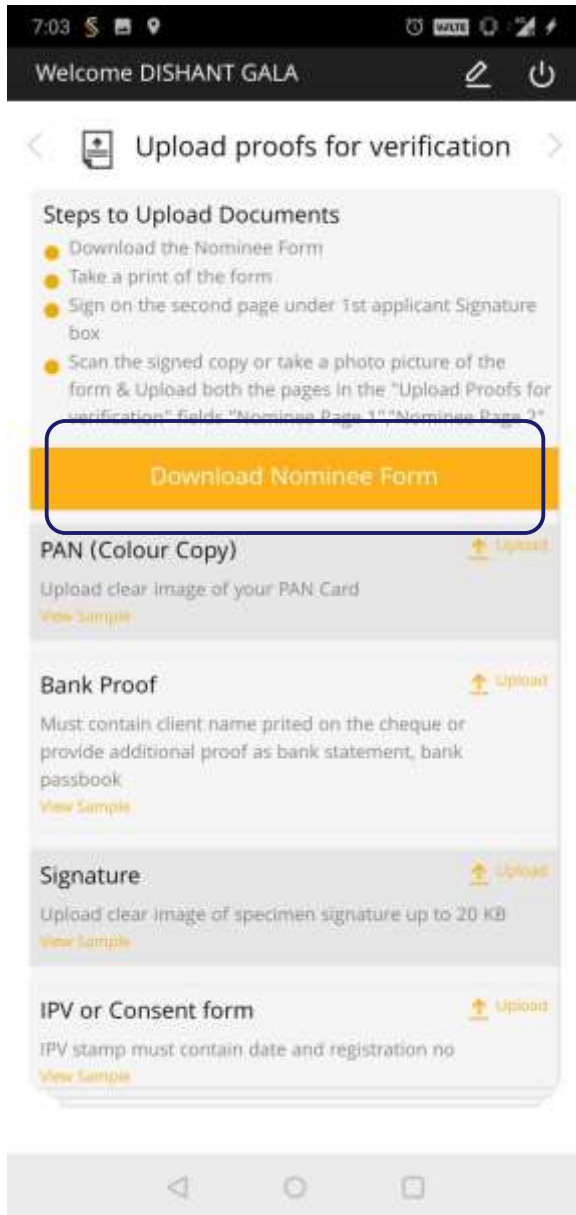 7:03
Welcome DISHANT GALA
Upload proofs for verification
Steps to Upload Documents
Download the Nominee Form
Take a print of the form
Sign on the second page under 1st applicant Signature
box
Scan the signed copy or take a photo picture of the
form & Upload both the pages in the "Upload Proofs for
verification" fields "Nominee Page 1","Nominee Page 2"
Download Nominee Form
PAN (Colour Copy)
Upload
Upload clear image of your PAN Card
View Sample
Bank Proof
Upload
Must contain client name prited on the cheque or
provide additional proof as bank statement, bank
passbook
View Sample
Signature
Upload
Upload clear image of specimen signature up to 20 KB
View Sample
IPV or Consent form
Upload
IPV stamp must contain date and registration no
View Sample